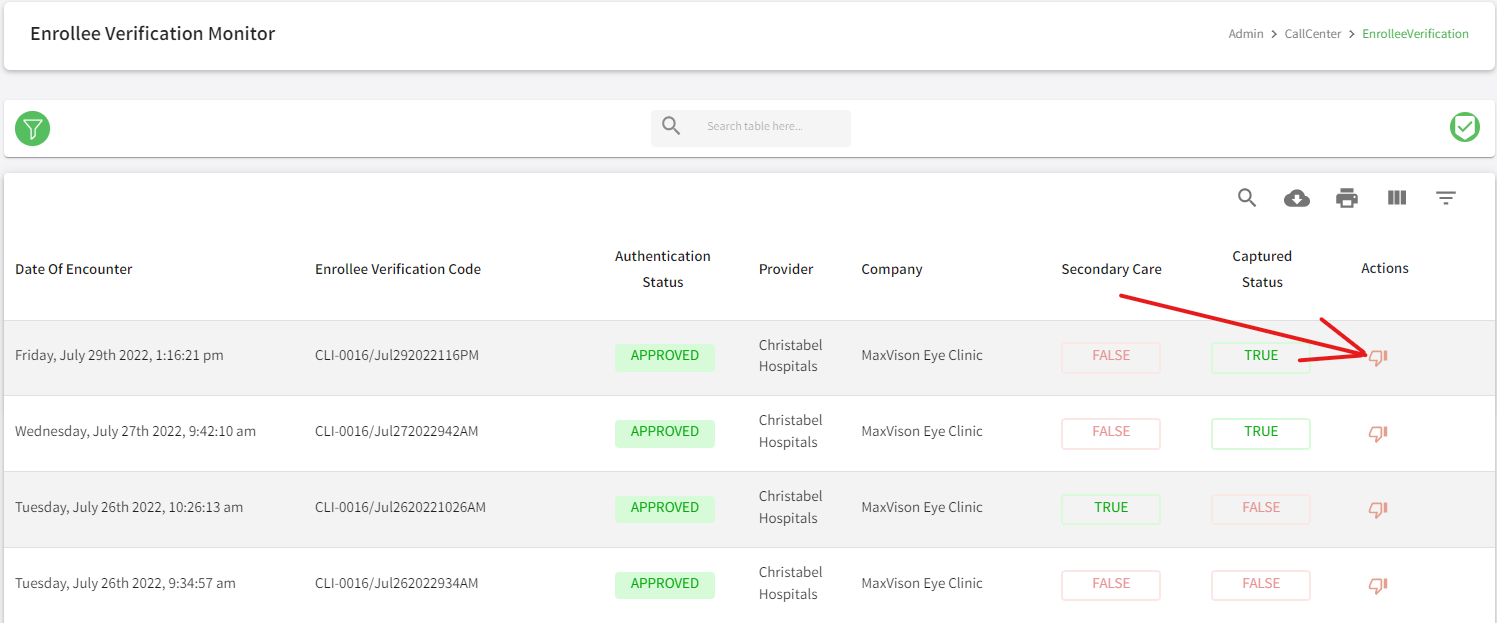 Enrollee Verification Monitor
Admin > CallCenter > EnrolleeVerification
Search table here...
Date Of Encounter Enrollee Verification Code Authentication Status Provider Company Secondary Care Captured Status Actions
Friday, July 29th 2022, 1:16:21 pm CLI-0016/Jul292022116PM APPROVED Christabel Hospitals MaxVison Eye Clinic FALSE TRUE
Wednesday, July 27th 2022, 9:42:10 am CLI-0016/Jul272022942AM APPROVED Christabel Hospitals MaxVison Eye Clinic FALSE TRUE
Tuesday, July 26th 2022, 10:26:13 am CLI-0016/Jul2620221026AM APPROVED Christabel Hospitals MaxVison Eye Clinic TRUE FALSE
Tuesday, July 26th 2022, 9:34:57 am CLI-0016/Jul262022934AM APPROVED Christabel Hospitals MaxVison Eye Clinic FALSE FALSE